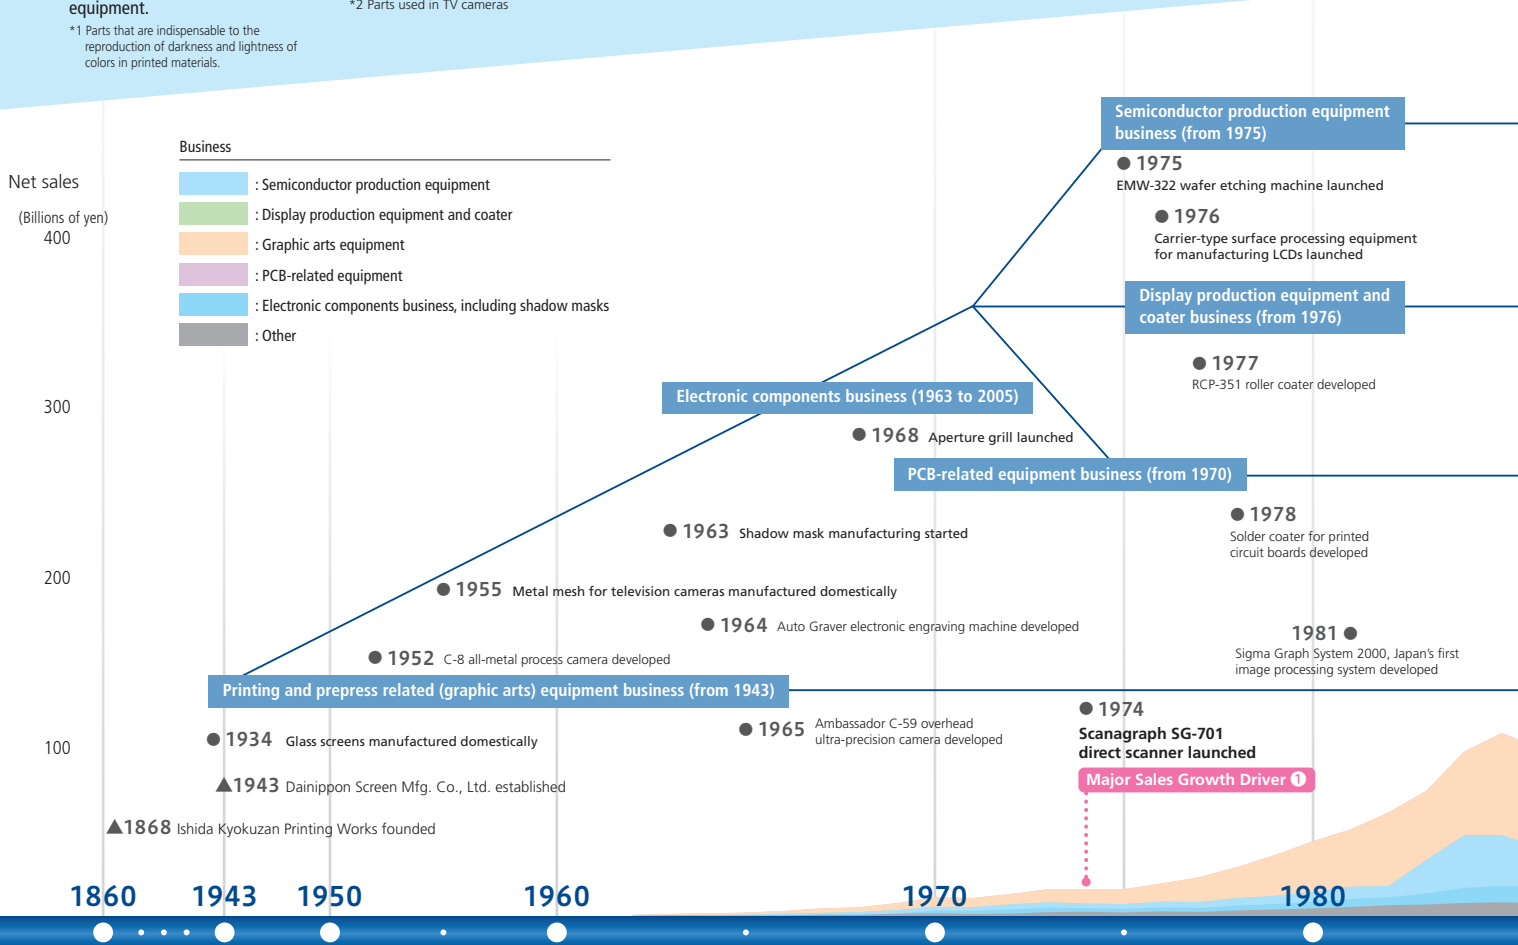 equipment.
*1 Parts that are indispensable to the
reproduction of darkness and lightness of
colors in printed materials.
*2 Parts used in TV cameras
Business
: Semiconductor production equipment
: Display production equipment and coater
: Graphic arts equipment
: PCB-related equipment
: Electronic components business, including shadow masks
: Other
Net sales
(Billions of yen)
400
300
200
100
Semiconductor production equipment
business (from 1975)
1975
EMW-322 wafer etching machine launched
1976
Carrier-type surface processing equipment
for manufacturing LCDs launched
Display production equipment and
coater business (from 1976)
1977
RCP-351 roller coater developed
Electronic components business (1963 to 2005)
1968 Aperture grill launched
PCB-related equipment business (from 1970)
1978
Solder coater for printed
circuit boards developed
1963 Shadow mask manufacturing started
1955 Metal mesh for television cameras manufactured domestically
1964 Auto Graver electronic engraving machine developed
1981
Sigma Graph System 2000, Japan's first
image processing system developed
1952 C-8 all-metal process camera developed
Printing and prepress related (graphic arts) equipment business (from 1943)
1965 Ambassador C-59 overhead
ultra-precision camera developed
1974
Scanagraph SG-701
direct scanner launched
Major Sales Growth Driver 1
1934 Glass screens manufactured domestically
1943 Dainippon Screen Mfg. Co., Ltd. established
1868 Ishida Kyokuzan Printing Works founded
1860 1943 1950 1960 1970 1980